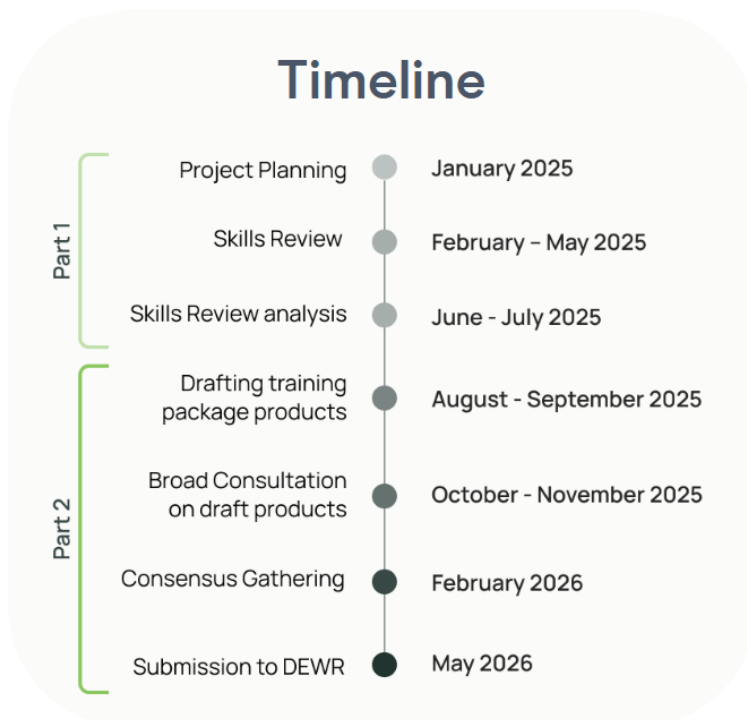 Timeline
Part 1
Project Planning
January 2025
Skills Review
February – May 2025
Skills Review analysis
June - July 2025
Part 2
Drafting training
package products
August - September 2025
Broad Consultation
on draft products
October - November 2025
Consensus Gathering
February 2026
Submission to DEWR
May 2026